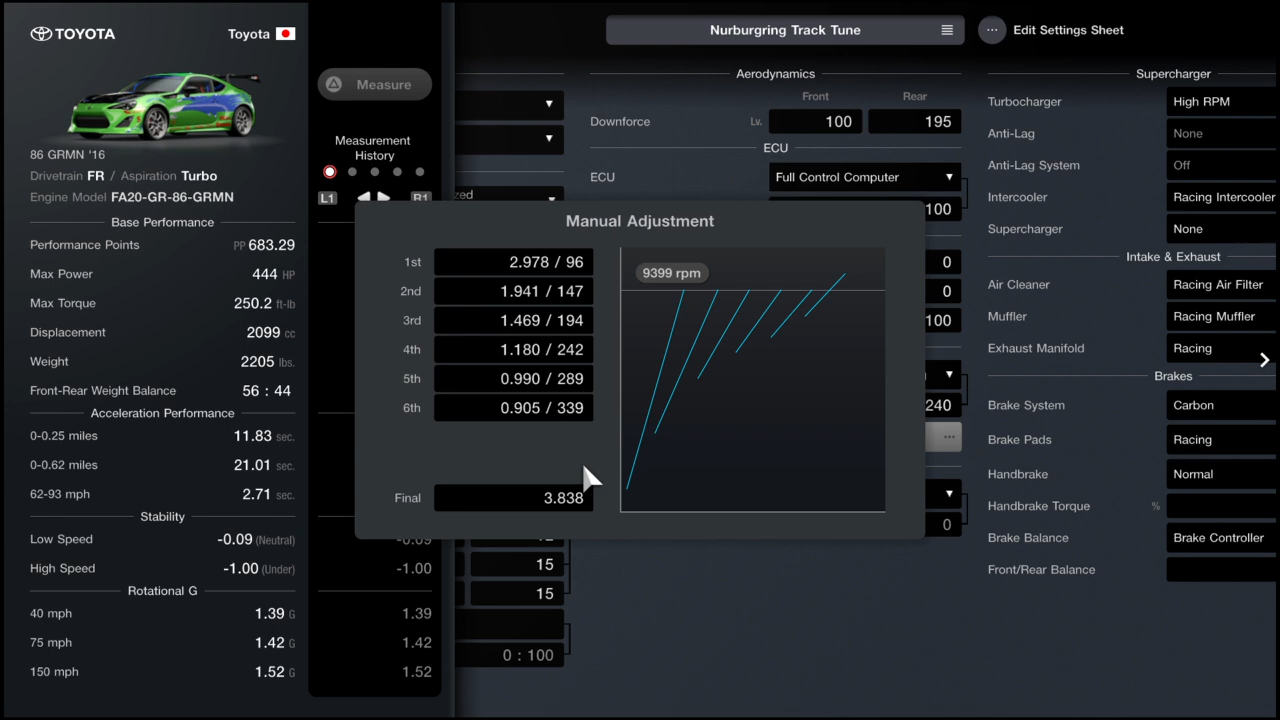 TOYOTA
Toyota
86 GRMN '16
Drivetrain FR / Aspiration Turbo
Engine Model FA20-GR-86-GRMN
Base Performance
Performance Points PP 683.29
Max Power 444 HP
Max Torque 250.2 ft-lb
Displacement 2099 cc
Weight 2205 lbs.
Front-Rear Weight Balance 56 : 44
Acceleration Performance
0-0.25 miles 11.83 sec.
0-0.62 miles 21.01 sec.
62-93 mph 2.71 sec.
Stability
Low Speed -0.09 (Neutral)
High Speed -1.00 (Under)
Rotational G
40 mph 1.39 G
75 mph 1.42 G
150 mph 1.52 G
Measure
Measurement
History
L1 R1
-0.09
-1.00
1.39
1.42
1.52
Nurburgring Track Tune
Edit Settings Sheet
Manual Adjustment
1st 2.978 / 96
2nd 1.941 / 147
3rd 1.469 / 194
4th 1.180 / 242
5th 0.990 / 289
6th 0.905 / 339
Final 3.838
9399 rpm
15
15
0 : 100
Aerodynamics
Front Rear
Downforce Lv. 100 195
ECU
ECU Full Control Computer
100
0
0
100
240
0
Supercharger
Turbocharger High RPM
Anti-Lag None
Anti-Lag System Off
Intercooler Racing Intercooler
Supercharger None
Intake & Exhaust
Air Cleaner Racing Air Filter
Muffler Racing Muffler
Exhaust Manifold Racing
Brakes
Brake System Carbon
Brake Pads Racing
Handbrake Normal
Handbrake Torque %
Brake Balance Brake Controller
Front/Rear Balance